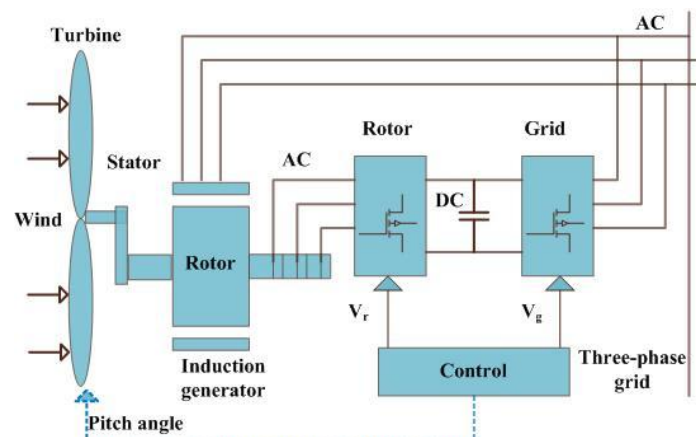 Turbine
AC
Rotor
Grid
Stator
AC
Wind
DC
Rotor
Vr
Vg
Induction
generator
Control
Three-phase
grid
Pitch angle